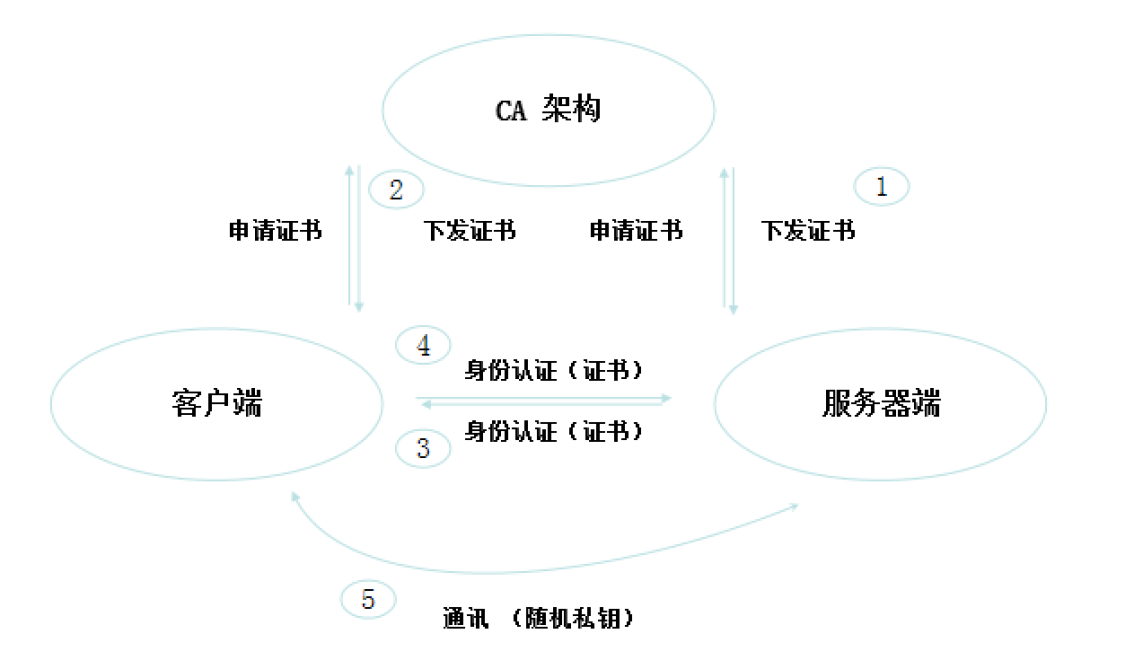 CA 架构
②
①
申请证书
下发证书
申请证书
下发证书
④
身份认证（证书）
客户端
服务器端
身份认证（证书）
③
⑤
通讯 （随机私钥）